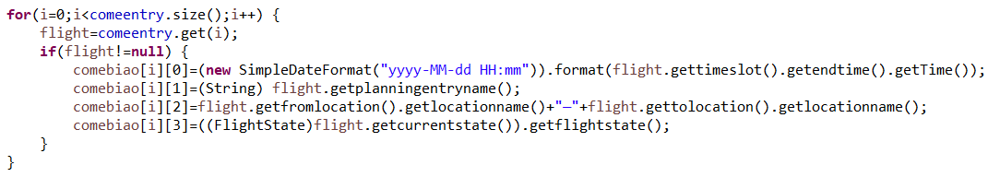 for(i=0;i<comeentry.size();i++) {
    flight=comeentry.get(i);
    if(flight!=null) {
        comebiao[i][0]=(new SimpleDateFormat("yyyy-MM-dd HH:mm")).format(flight.gettimeslot().getendtime().getTime());
        comebiao[i][1]=(String) flight.getplanningentryname();
        comebiao[i][2]=flight.getfromlocation().getlocationname()+"—"+flight.gettolocation().getlocationname();
        comebiao[i][3]=((FlightState)flight.getcurrentstate()).getflightstate();
    }
}